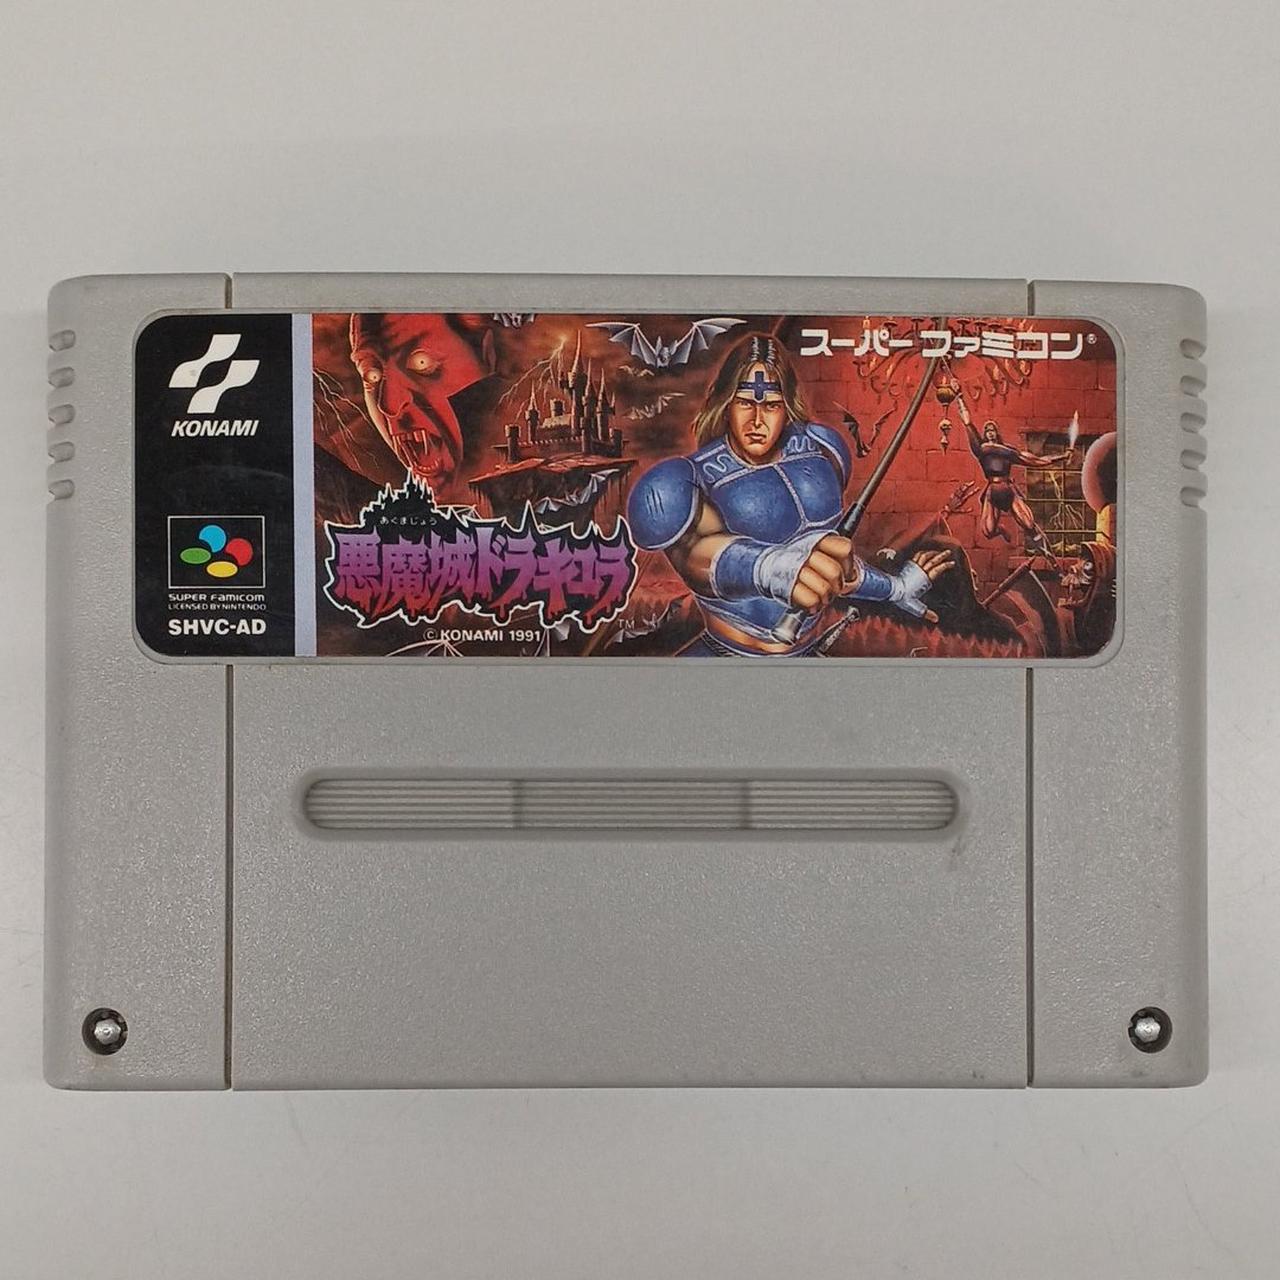 KONAMI
SUPER FAMICOM
LICENSED BY NINTENDO
SHVC-AD
スーパーファミコン®
あくまじょう
悪魔城ドラキュラ
TM
© KONAMI 1991